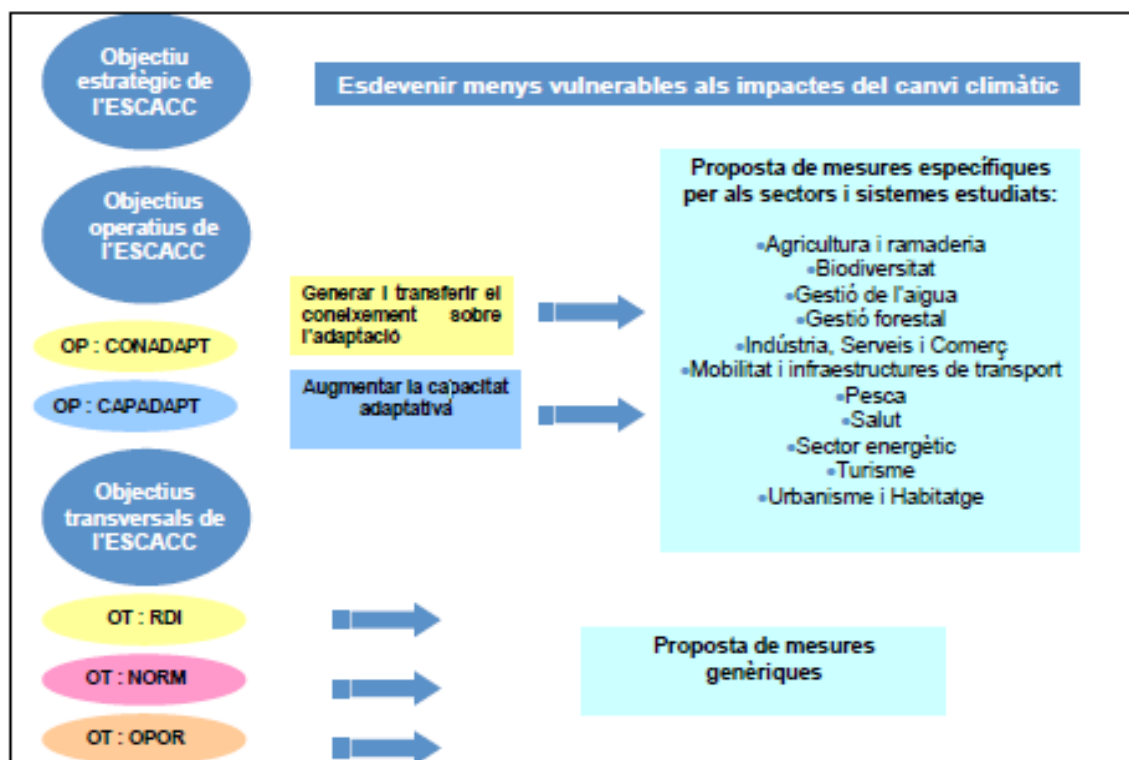 Objectiu
estratègic de
l'ESCACC
Esdevenir menys vulnerables als impactes del canvi climàtic
Objectius
operatius de
l'ESCACC
Proposta de mesures específiques
per als sectors i sistemes estudiats:
•Agricultura i ramaderia
•Biodiversitat
•Gestió de l'aigua
•Gestió forestal
•Indústria, Serveis i Comerç
•Mobilitat i infraestructures de transport
•Pesca
•Salut
•Sector energètic
•Turisme
•Urbanisme i Habitatge
Generar i transferir el
coneixement sobre
l'adaptació
OP : CONADAPT
Augmentar la capacitat
adaptativa
OP : CAPADAPT
Objectius
transversals de
l'ESCACC
OT : RDI
OT : NORM
OT : OPOR
Proposta de mesures
genèriques